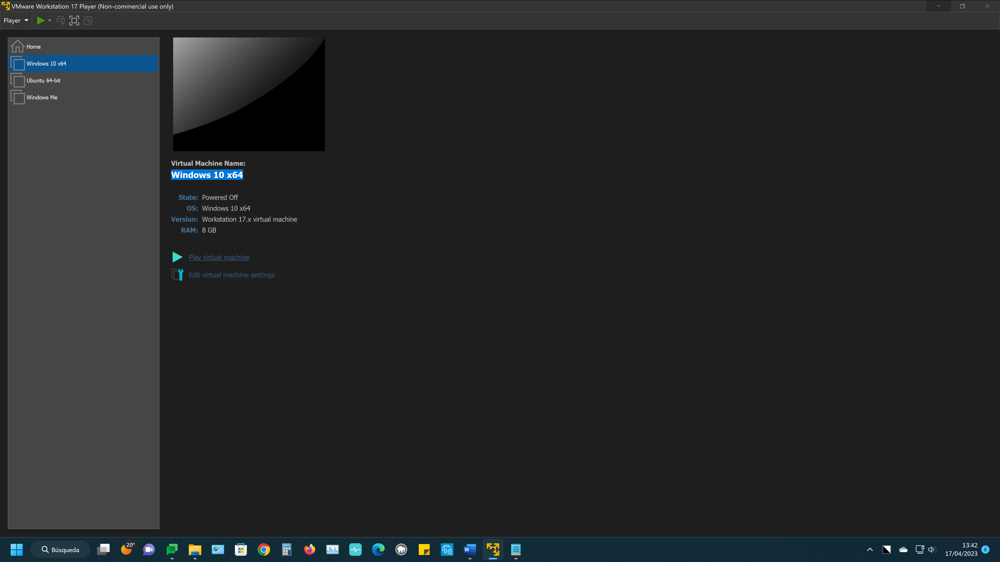 VMware Workstation 17 Player (Non-commercial use only)
Player
Home
Windows 10 x64
Ubuntu 64-bit
Windows Me
Virtual Machine Name:
Windows 10 x64
State: Powered Off
OS: Windows 10 x64
Version: Workstation 17.x virtual machine
RAM: 8 GB
Play virtual machine
Edit virtual machine settings
Búsqueda
20°
W
13:42
17/04/2023
6